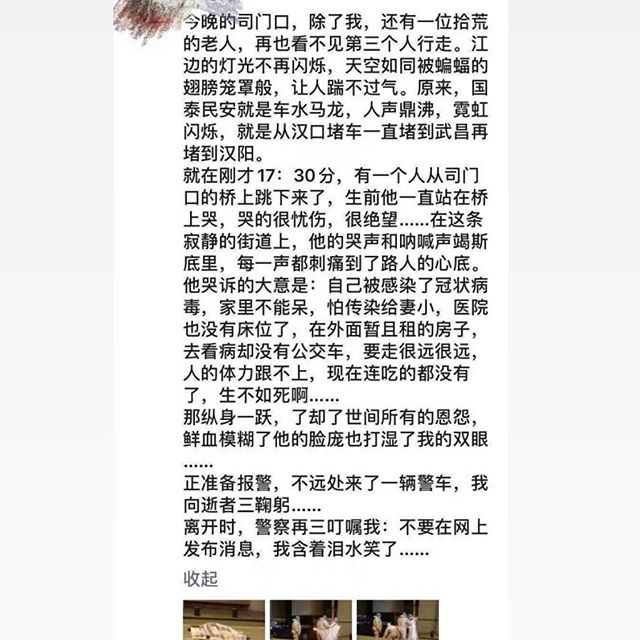 今晚的司门口，除了我，还有一位拾荒
的老人，再也看不见第三个人行走。江
边的灯光不再闪烁，天空如同被蝙蝠的
翅膀笼罩般，让人踹不过气。原来，国
泰民安就是车水马龙，人声鼎沸，霓虹
闪烁，就是从汉口堵车一直堵到武昌再
堵到汉阳。
就在刚才17：30分，有一个人从司门
口的桥上跳下来了，生前他一直站在桥
上哭，哭的很忧伤，很绝望......在这条
寂静的街道上，他的哭声和呐喊声竭斯
底里，每一声都刺痛到了路人的心底。
他哭诉的大意是：自己被感染了冠状病
毒，家里不能呆，怕传染给妻小，医院
也没有床位了，在外面暂且租的房子，
去看病却没有公交车，要走很远很远，
人的体力跟不上，现在连吃的都没有
了，生不如死啊......
那纵身一跃，了却了世间所有的恩怨，
鲜血模糊了他的脸庞也打湿了我的双眼
......
正准备报警，不远处来了一辆警车，我
向逝者三鞠躬......
离开时，警察再三叮嘱我：不要在网上
发布消息，我含着泪水笑了......
收起